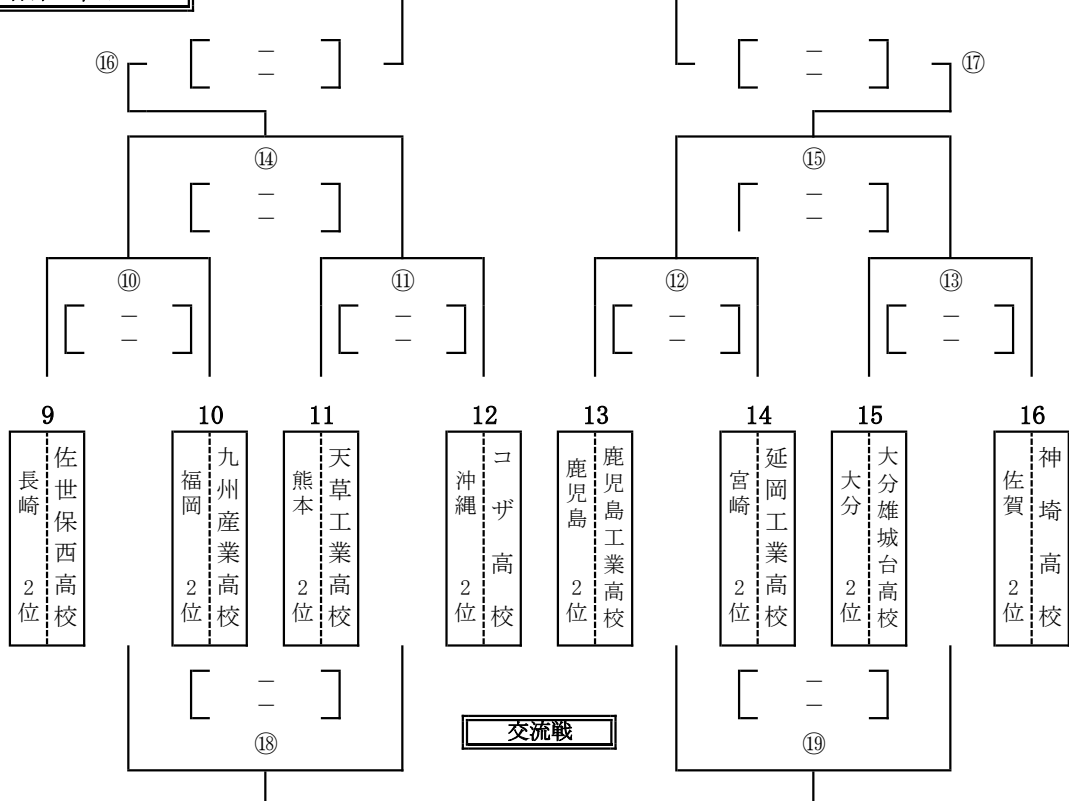 ⑯ － － － － ⑰
⑭ ⑮
－ － － －
⑩ ⑪ ⑫ ⑬
－ － － － － － － －
9 10 11 12 13 14 15 16
長崎 2位 佐世保西高校
福岡 2位 九州産業高校
熊本 2位 天草工業高校
沖縄 2位 コザ高校
鹿児島 2位 鹿児島工業高校
宮崎 2位 延岡工業高校
大分 2位 大分雄城台高校
佐賀 2位 神埼高校
－ － － －
交流戦
⑱ ⑲